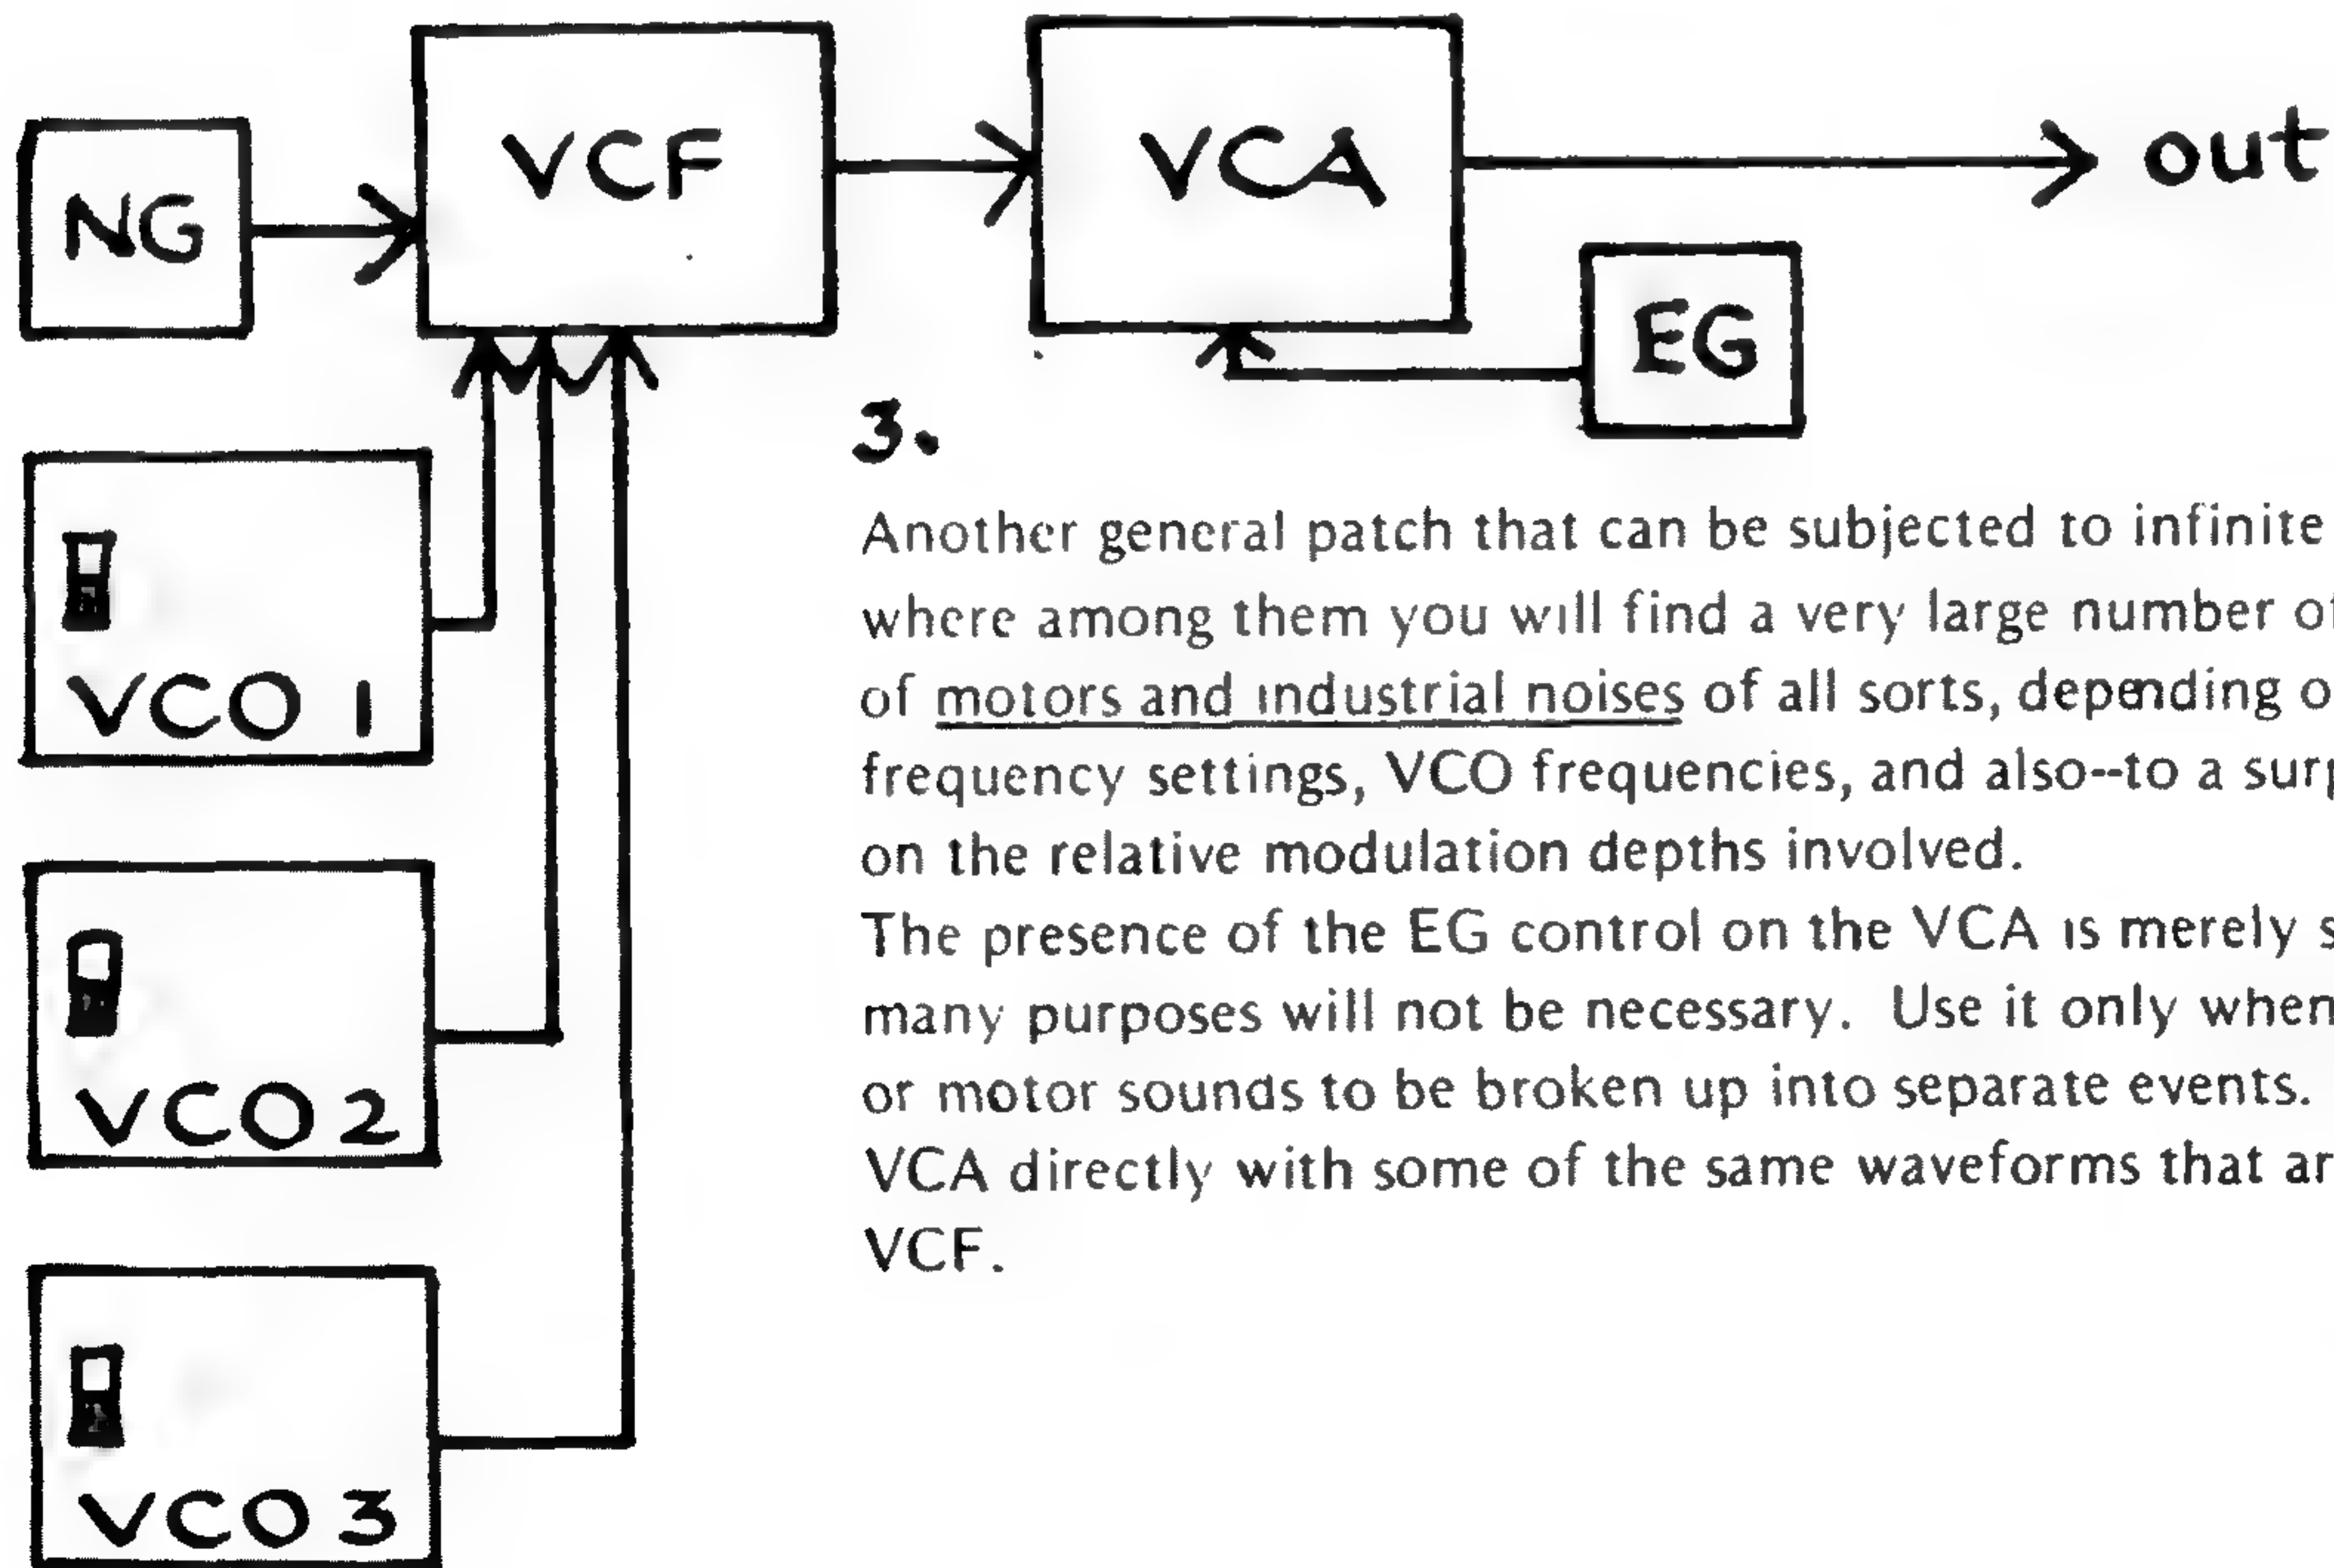 VCF
VCA
out
NG
EG
3.
VCO 1
VCO 2
VCO 3
Another general patch that can be subjected to infinite
where among them you will find a very large number of
of motors and industrial noises of all sorts, depending
frequency settings, VCO frequencies, and also--to a
on the relative modulation depths involved.
The presence of the EG control on the VCA is merely
many purposes will not be necessary. Use it only when
or motor sounds to be broken up into separate events.
VCA directly with some of the same waveforms that
VCF.